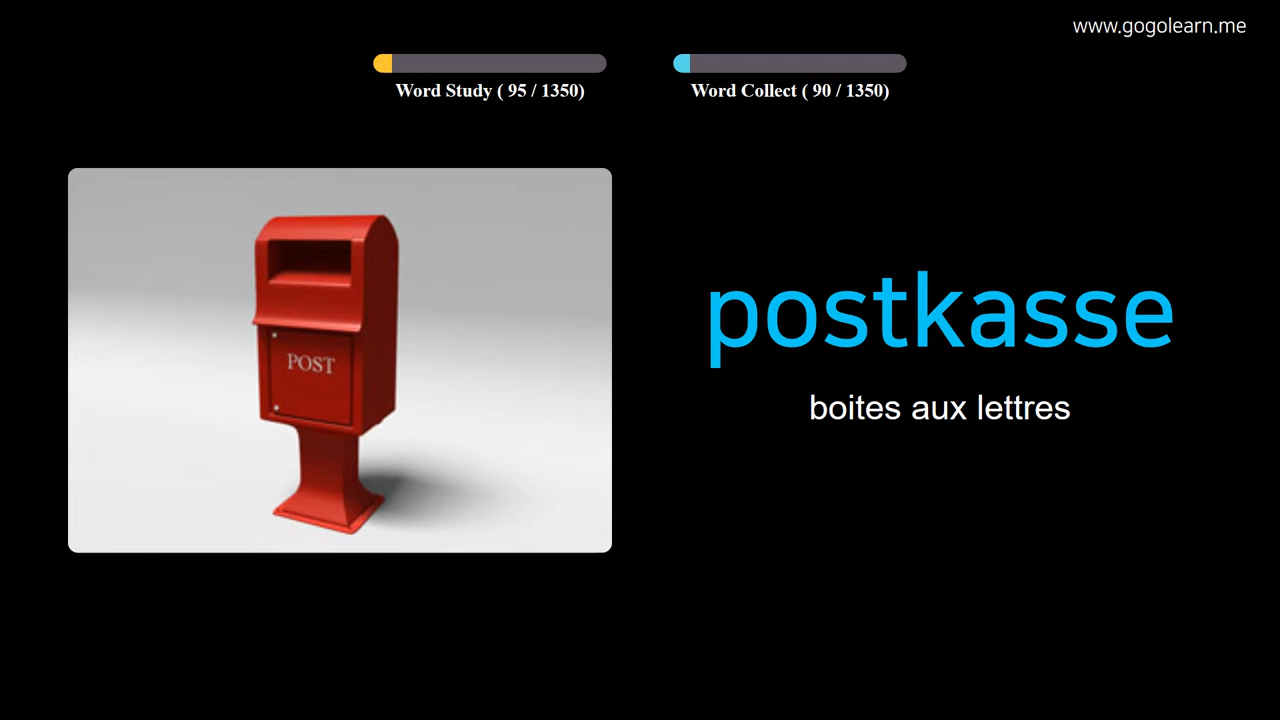 www.gogolearn.me
Word Study ( 95 / 1350)
Word Collect ( 90 / 1350)
POST
postkasse
boites aux lettres